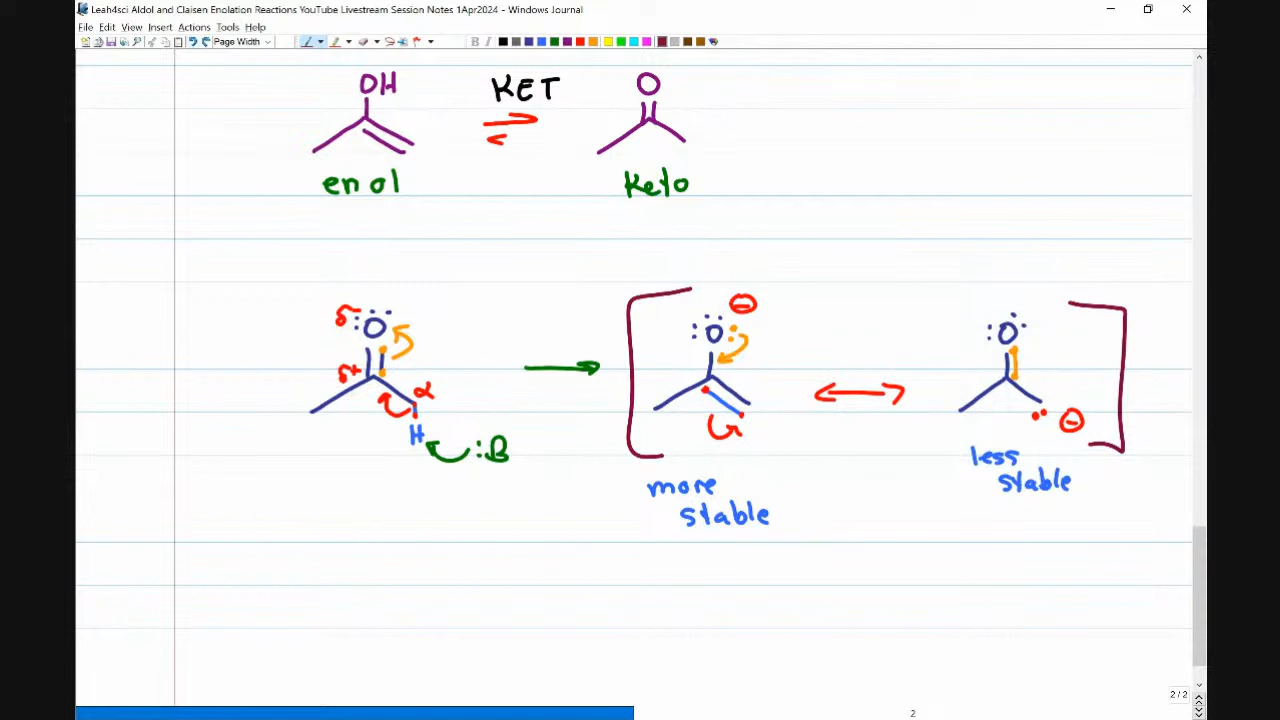 Leah4sci Aldol and Claisen Enolation Reactions YouTube Livestream Session Notes 1Apr2024 - Windows Journal
File Edit View Insert Actions Tools Help
Page Width
B I
OH
KET
O
enol
Keto
δ- :O:
δ+
α
H
:B
:O: ⊖
more
stable
:O:
⊖
less
stable
2 / 2
2